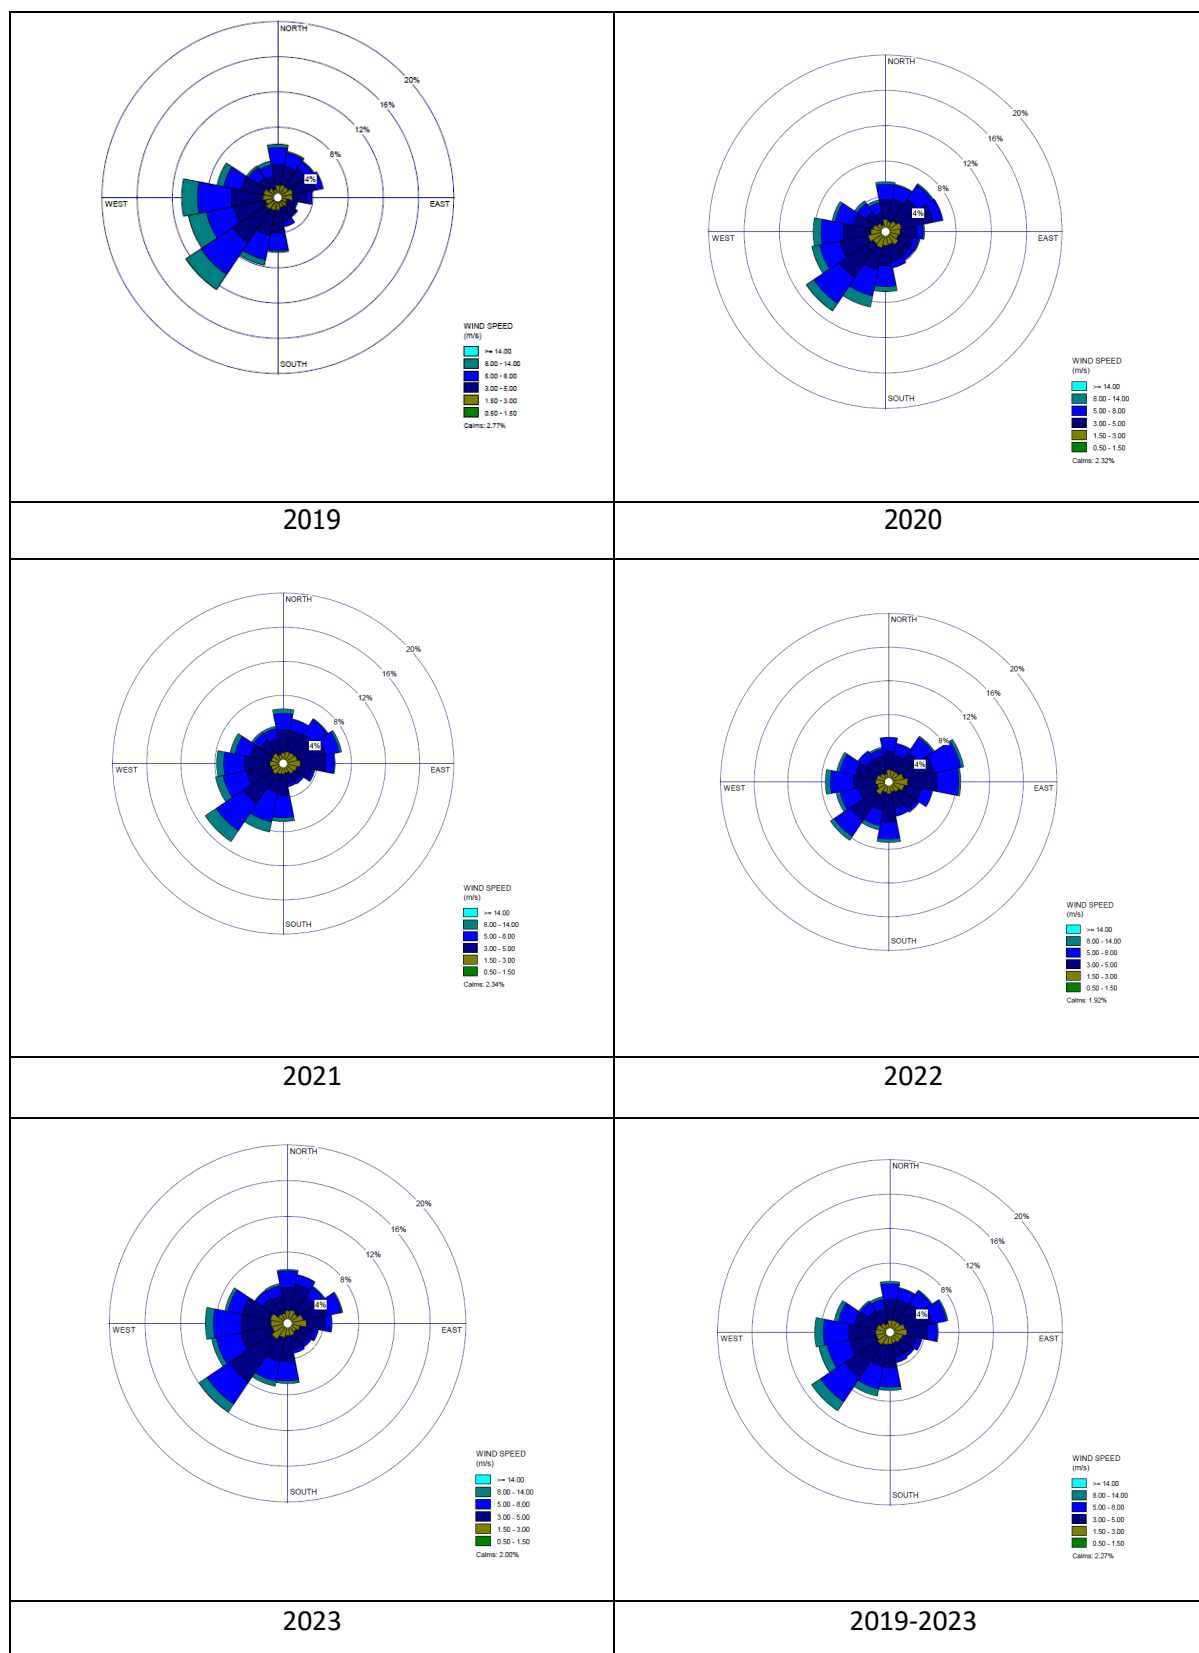 NORTH
20%
16%
12%
8%
4%
WEST
EAST
SOUTH
WIND SPEED
(m/s)
>= 14.00
8.00 - 14.00
5.00 - 8.00
3.00 - 5.00
1.50 - 3.00
0.50 - 1.50
Calms: 2.77%
NORTH
20%
16%
12%
8%
4%
WEST
EAST
SOUTH
WIND SPEED
(m/s)
>= 14.00
8.00 - 14.00
5.00 - 8.00
3.00 - 5.00
1.50 - 3.00
0.50 - 1.50
Calms: 2.32%
2019
2020
NORTH
20%
16%
12%
8%
4%
WEST
EAST
SOUTH
WIND SPEED
(m/s)
>= 14.00
8.00 - 14.00
5.00 - 8.00
3.00 - 5.00
1.50 - 3.00
0.50 - 1.50
Calms: 2.34%
NORTH
20%
16%
12%
8%
4%
WEST
EAST
SOUTH
WIND SPEED
(m/s)
>= 14.00
8.00 - 14.00
5.00 - 8.00
3.00 - 5.00
1.50 - 3.00
0.50 - 1.50
Calms: 1.92%
2021
2022
NORTH
20%
16%
12%
8%
4%
WEST
EAST
SOUTH
WIND SPEED
(m/s)
>= 14.00
8.00 - 14.00
5.00 - 8.00
3.00 - 5.00
1.50 - 3.00
0.50 - 1.50
Calms: 2.00%
NORTH
20%
16%
12%
8%
4%
WEST
EAST
SOUTH
WIND SPEED
(m/s)
>= 14.00
8.00 - 14.00
5.00 - 8.00
3.00 - 5.00
1.50 - 3.00
0.50 - 1.50
Calms: 2.27%
2023
2019-2023